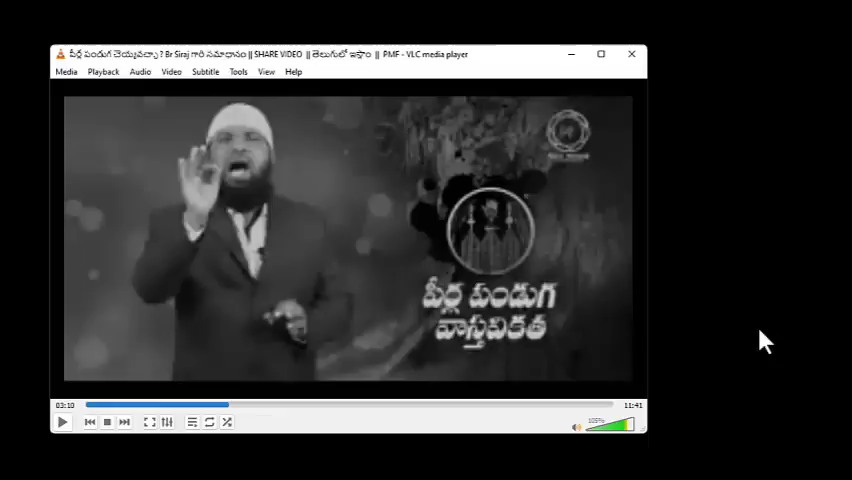 పీర్ల పండుగ చెయ్యవచ్చా ? Br Siraj గారి సమాధానం || SHARE VIDEO || తెలుగులో ఇస్లాం || PMF - VLC media player
Media Playback Audio Video Subtitle Tools View Help
పీర్ల పండుగ
వాస్తవికత
03:10 11:41
105%